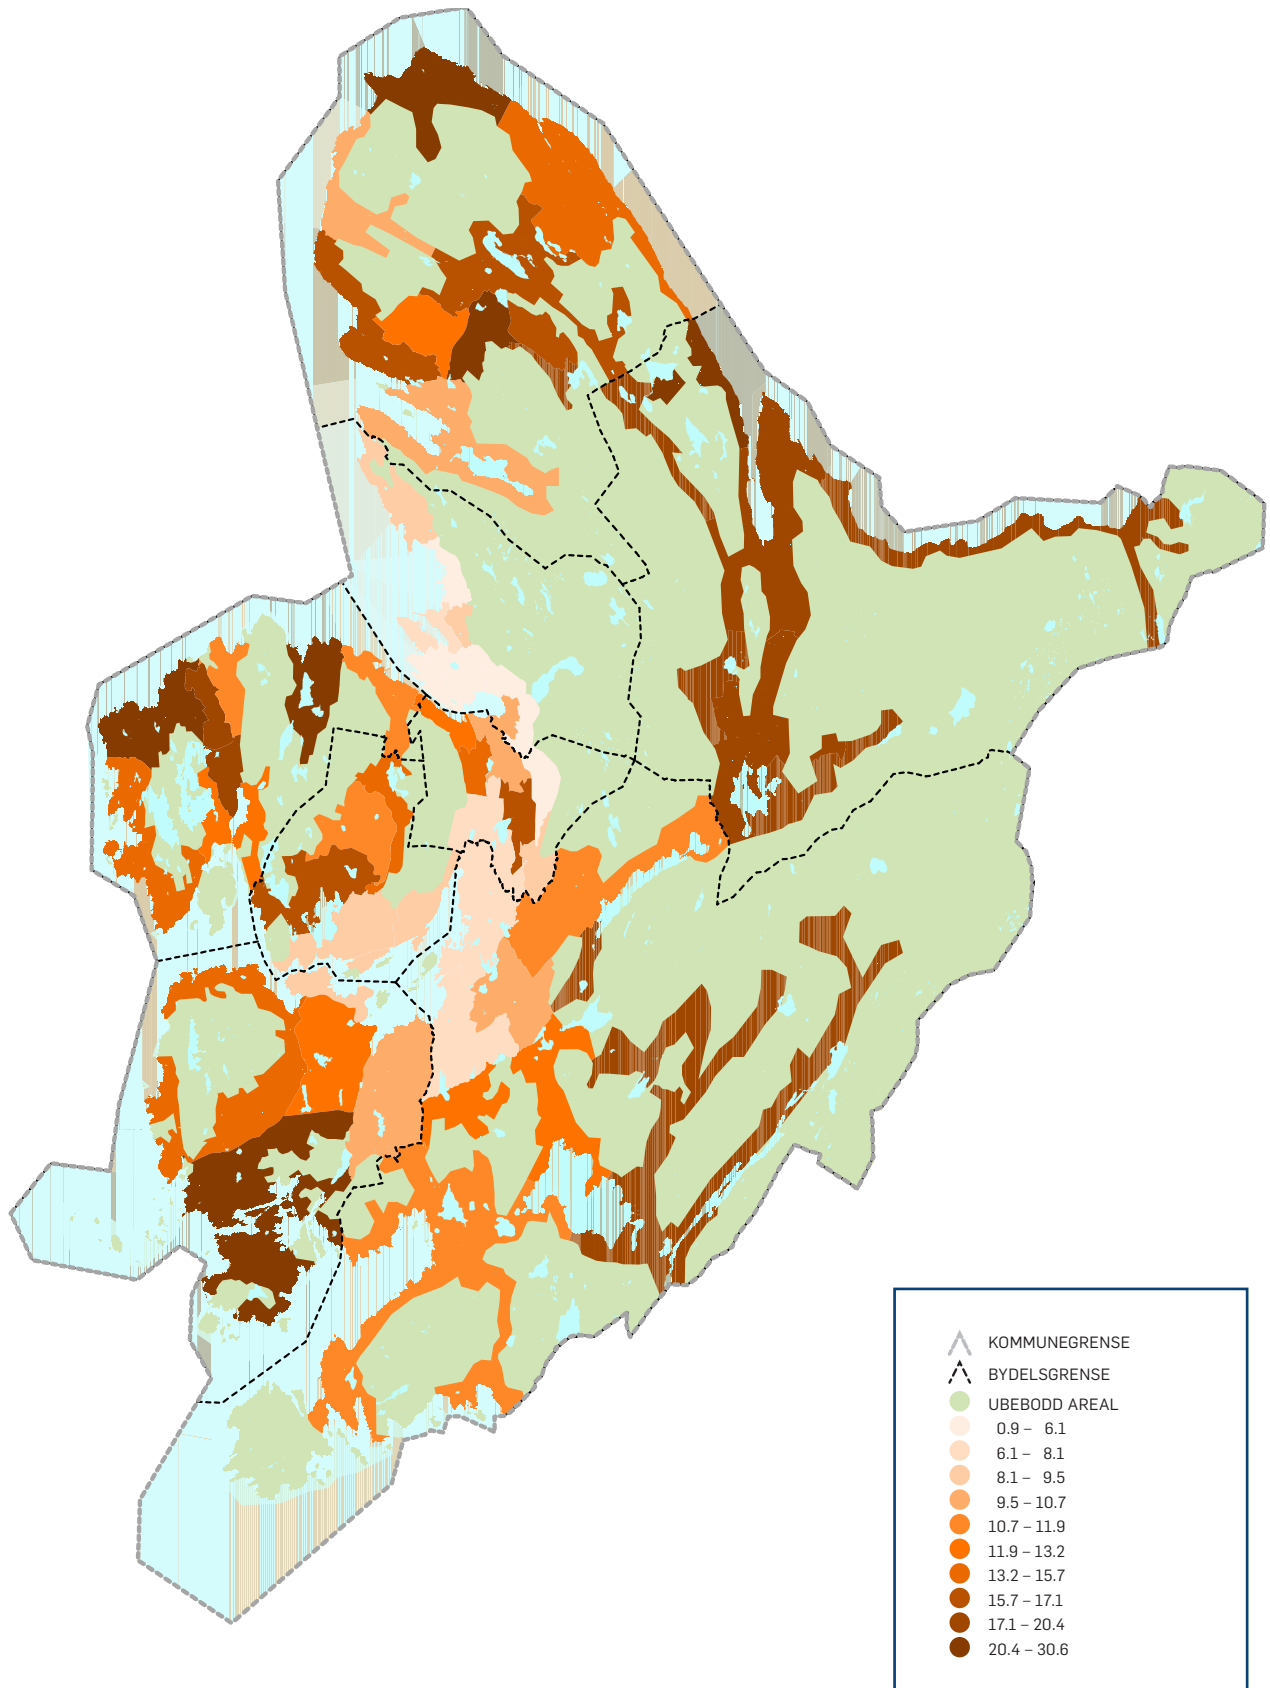 KOMMUNEGRENSE
BYDELSGRENSE
UBEBODD AREAL
0.9 – 6.1
6.1 – 8.1
8.1 – 9.5
9.5 – 10.7
10.7 – 11.9
11.9 – 13.2
13.2 – 15.7
15.7 – 17.1
17.1 – 20.4
20.4 – 30.6